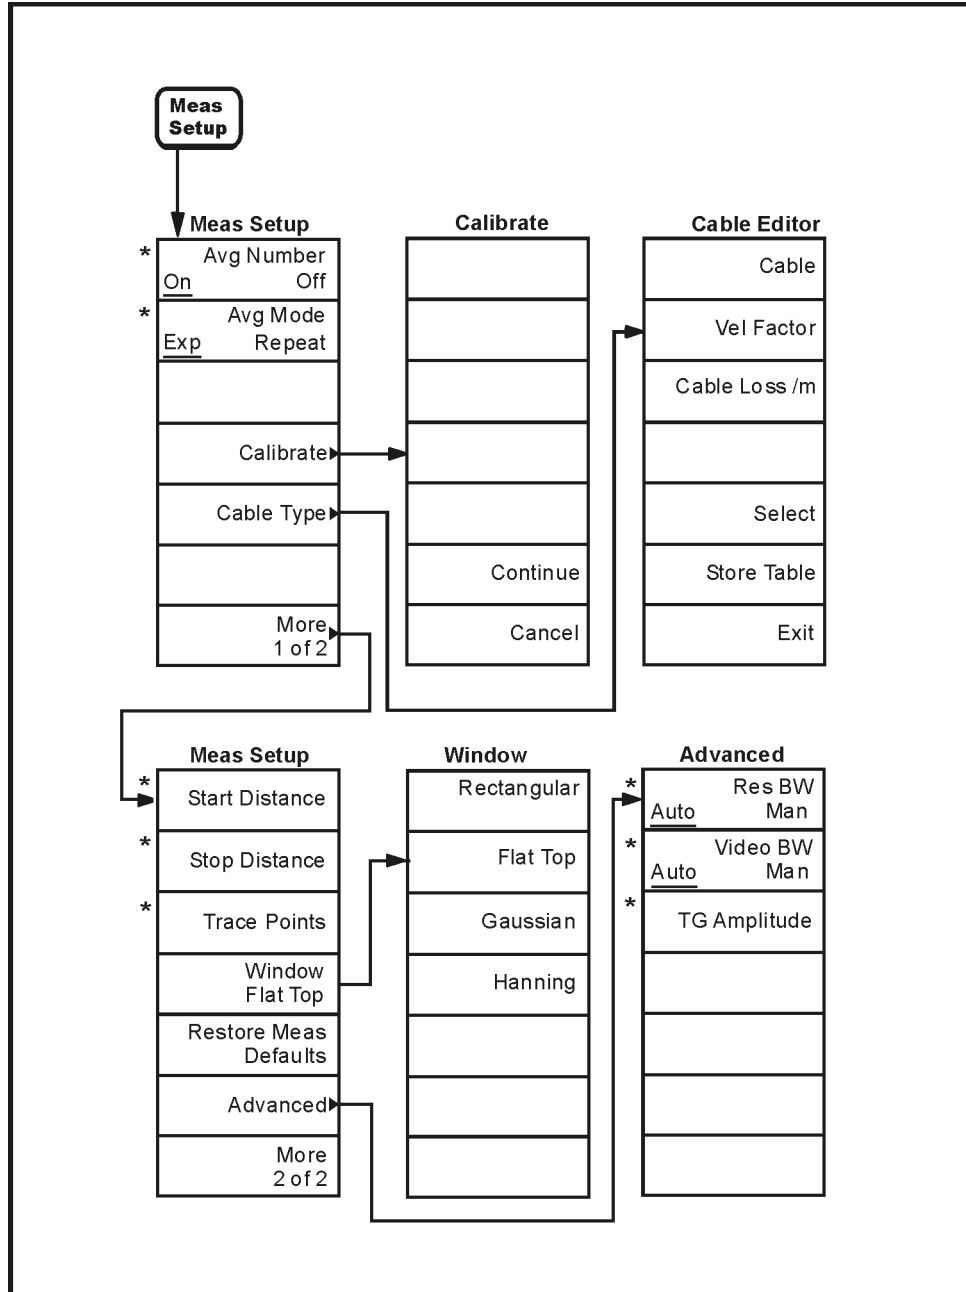 Meas
Setup
Meas Setup
* Avg Number
On Off
* Avg Mode
Exp Repeat
Calibrate
Cable Type
More
1 of 2
Calibrate
Continue
Cancel
Cable Editor
Cable
Vel Factor
Cable Loss /m
Select
Store Table
Exit
Meas Setup
* Start Distance
* Stop Distance
* Trace Points
Window
Flat Top
Restore Meas
Defaults
Advanced
More
2 of 2
Window
Rectangular
Flat Top
Gaussian
Hanning
Advanced
* Res BW
Auto Man
* Video BW
Auto Man
* TG Amplitude